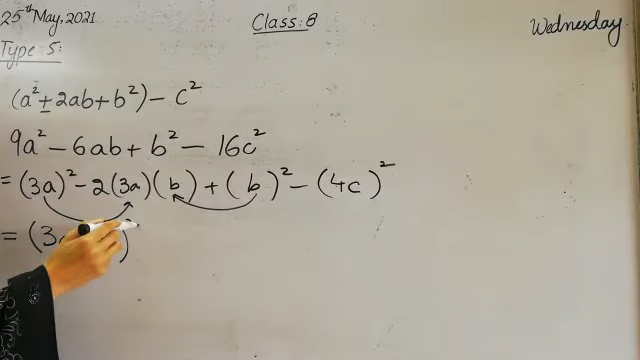 25th May, 2021
Class: 8
Wednesday
Type 5:
(a² ± 2ab + b²) - c²
9a² - 6ab + b² - 16c²
= (3a)² - 2(3a)(b) + (b)² - (4c)²
= (3